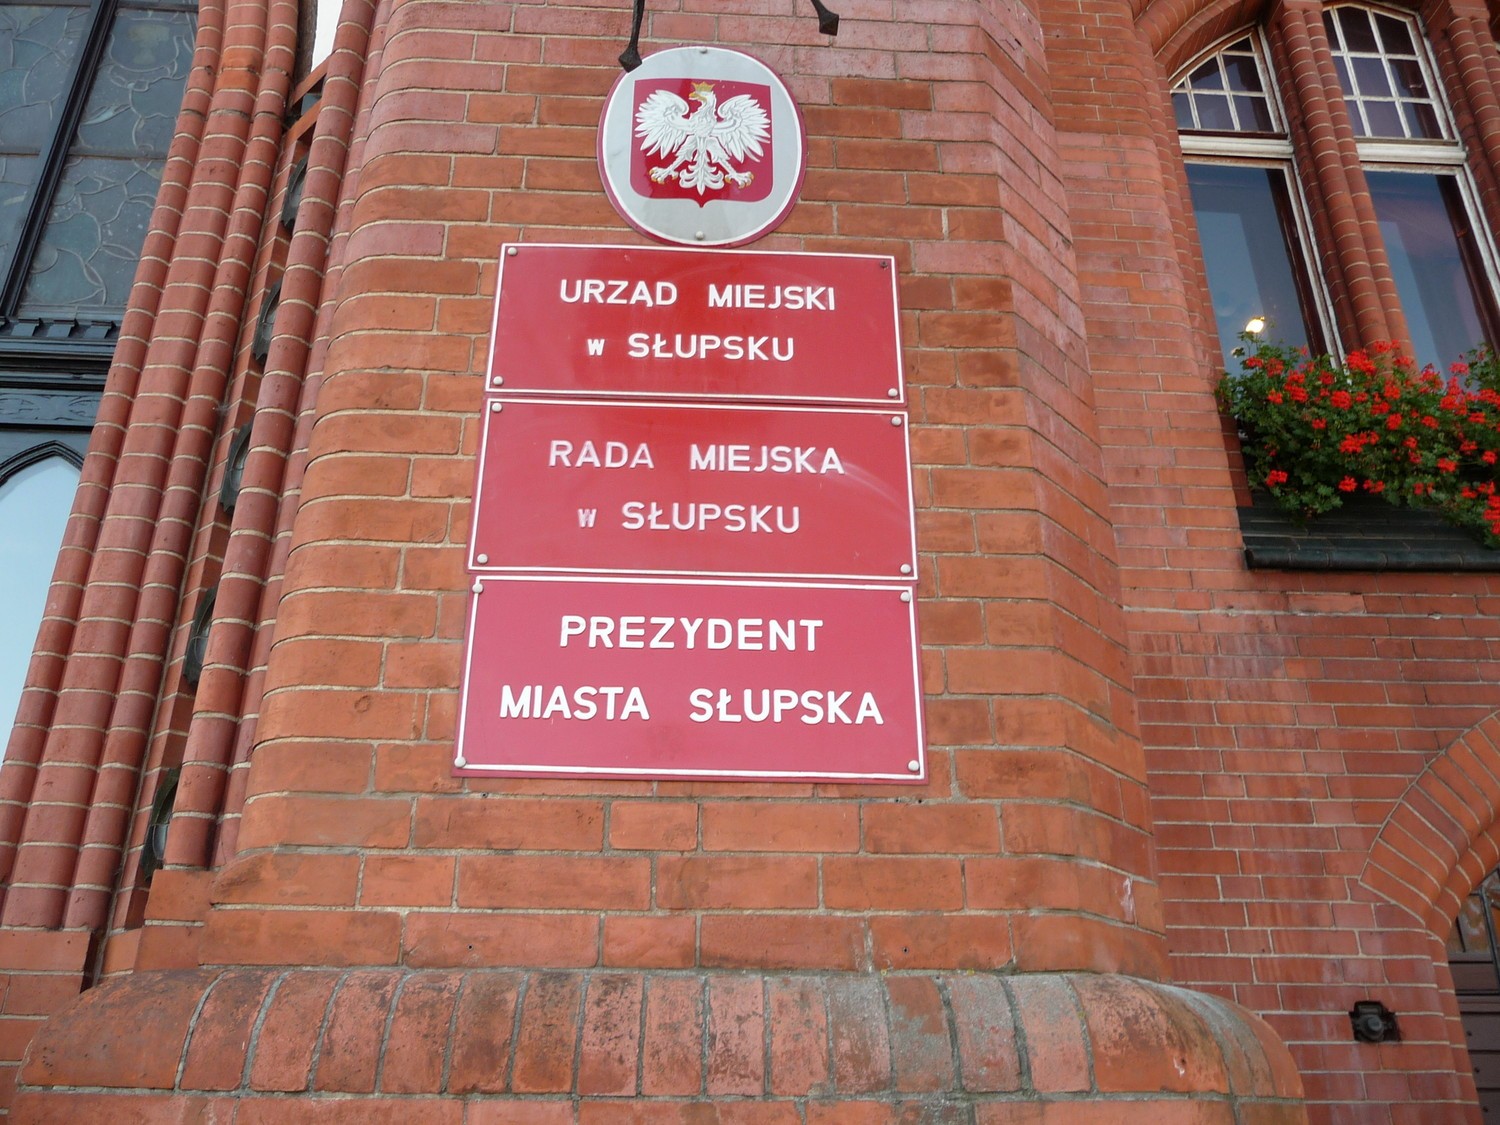 URZĄD MIEJSKI
w SŁUPSKU
RADA MIEJSKA
w SŁUPSKU
PREZYDENT
MIASTA SŁUPSKA